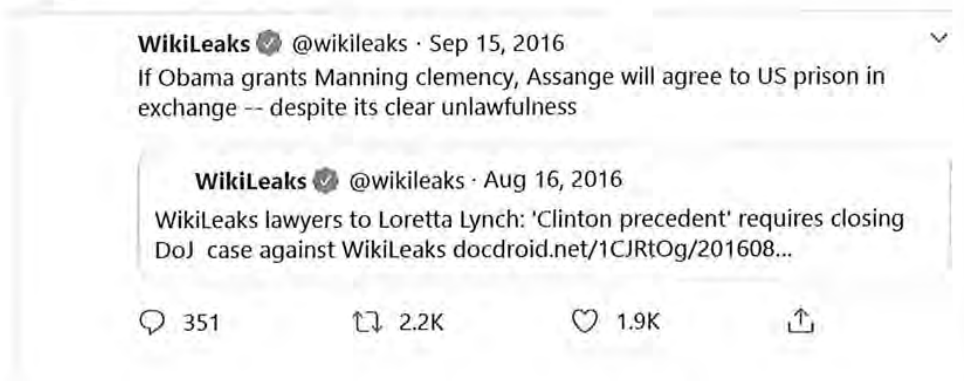 WikiLeaks @wikileaks · Sep 15, 2016
If Obama grants Manning clemency, Assange will agree to US prison in
exchange -- despite its clear unlawfulness
WikiLeaks @wikileaks · Aug 16, 2016
WikiLeaks lawyers to Loretta Lynch: 'Clinton precedent' requires closing
DoJ case against WikiLeaks docdroid.net/1CJRtOg/201608...
351 2.2K 1.9K